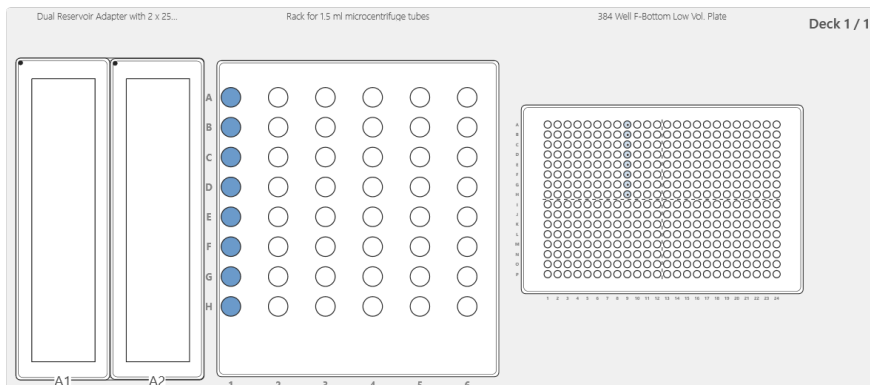 Dual Reservoir Adapter with 2 x 25...
Rack for 1.5 ml microcentrifuge tubes
384 Well F-Bottom Low Vol. Plate
Deck 1 / 1
A
B
C
D
E
F
G
H
A1
A2
1 2 3 4 5 6
A
B
C
D
E
F
G
H
I
J
K
L
M
N
O
P
1 2 3 4 5 6 7 8 9 10 11 12 13 14 15 16 17 18 19 20 21 22 23 24